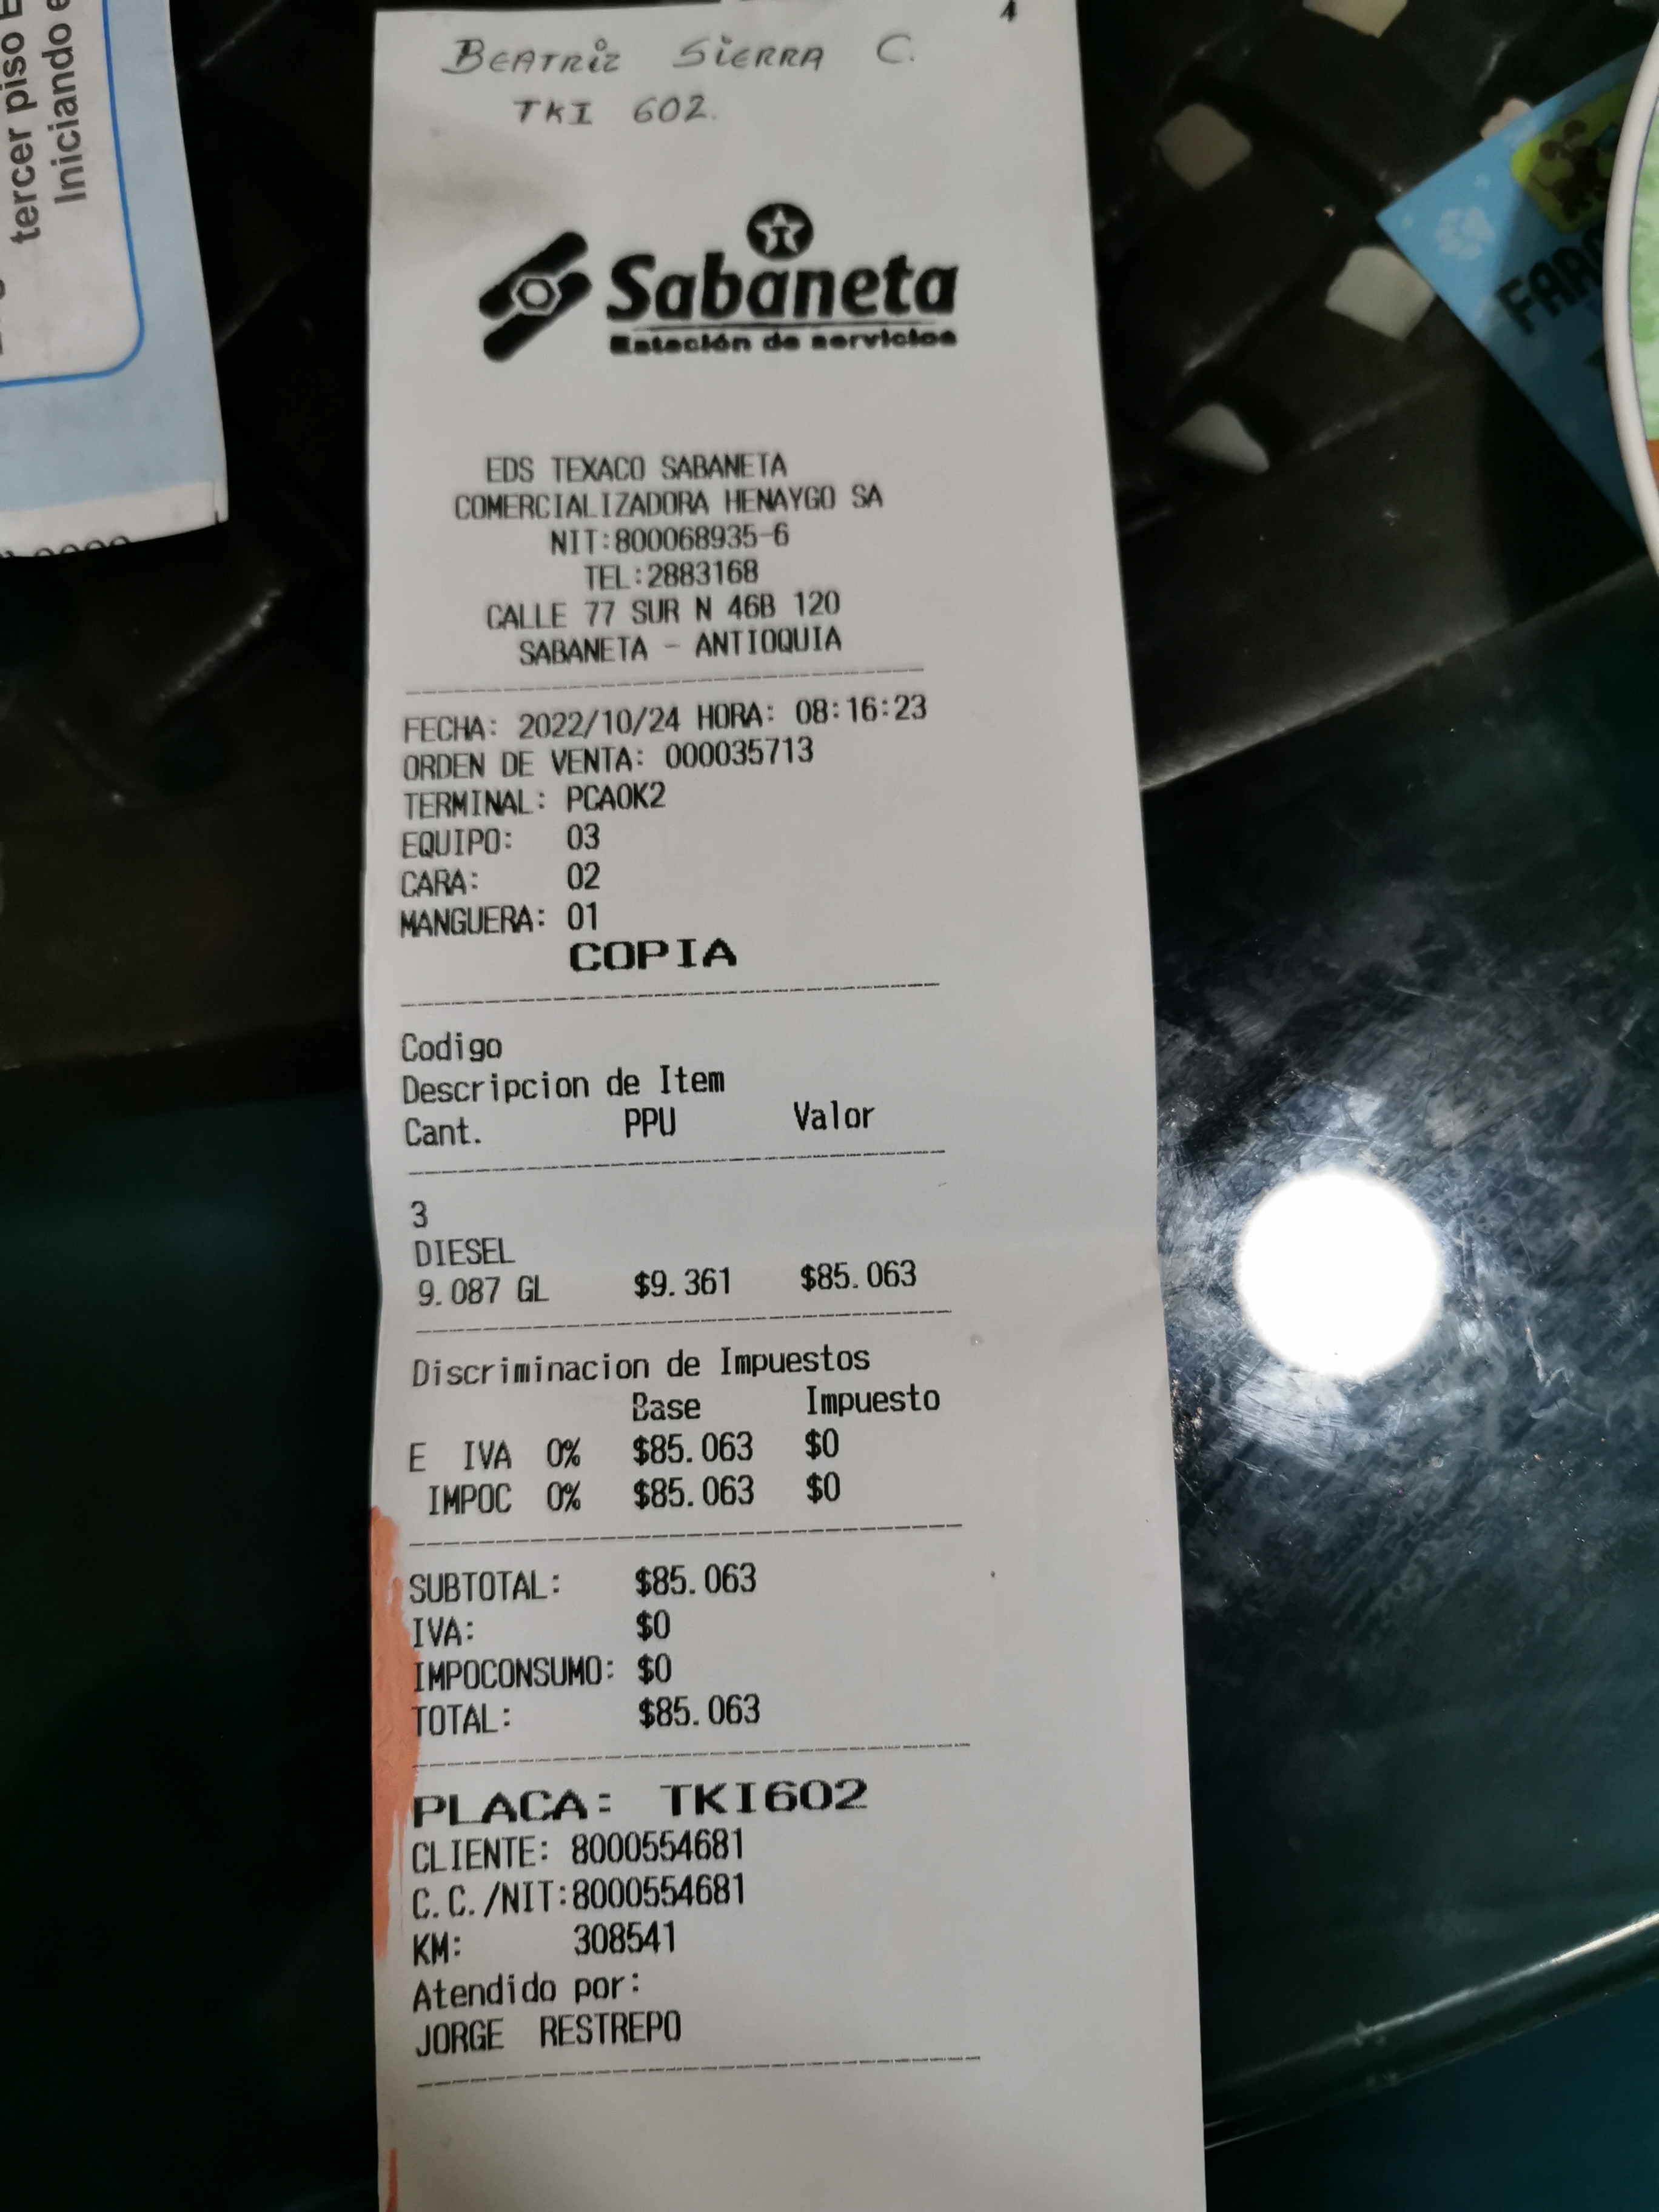 tercer piso E
Iniciando e
4
BEATRIZ SIERRA C.
TKI 602.
Sabaneta
Estación de servicios
EDS TEXACO SABANETA
COMERCIALIZADORA HENAYGO SA
NIT:800068935-6
TEL:2883168
CALLE 77 SUR N 46B 120
SABANETA - ANTIOQUIA
FECHA: 2022/10/24 HORA: 08:16:23
ORDEN DE VENTA: 000035713
TERMINAL: PCAOK2
EQUIPO: 03
CARA: 02
MANGUERA: 01
COPIA
Codigo
Descripcion de Item
Cant. PPU Valor
3
DIESEL
9.087 GL $9.361 $85.063
Discriminacion de Impuestos
Base Impuesto
E IVA 0% $85.063 $0
IMPOC 0% $85.063 $0
SUBTOTAL: $85.063
IVA: $0
IMPOCONSUMO: $0
TOTAL: $85.063
PLACA: TKI602
CLIENTE: 8000554681
C.C./NIT:8000554681
KM: 308541
Atendido por:
JORGE RESTREPO